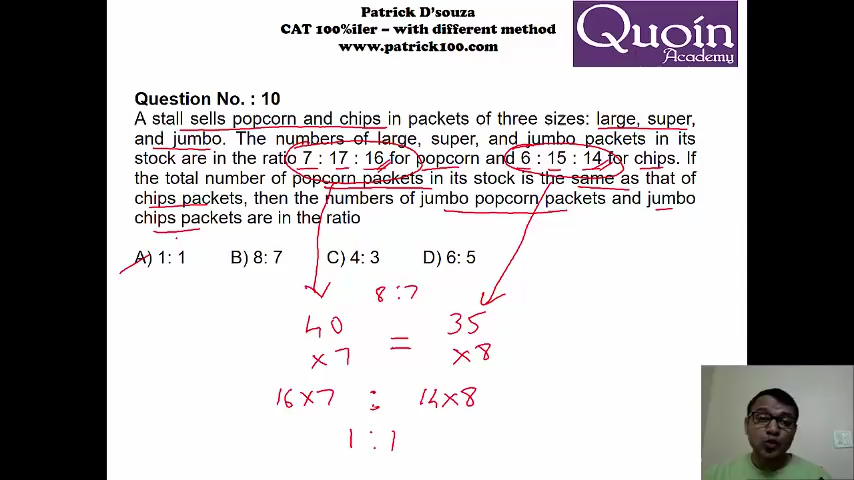 Patrick D'souza
CAT 100%iler – with different method
www.patrick100.com
Quoin
Academy
Question No. : 10
A stall sells popcorn and chips in packets of three sizes: large, super,
and jumbo. The numbers of large, super, and jumbo packets in its
stock are in the ratio 7 : 17 : 16 for popcorn and 6 : 15 : 14 for chips. If
the total number of popcorn packets in its stock is the same as that of
chips packets, then the numbers of jumbo popcorn packets and jumbo
chips packets are in the ratio
A) 1: 1 B) 8: 7 C) 4: 3 D) 6: 5
8 : 7
40 = 35
×7 ×8
16×7 : 14×8
1 : 1